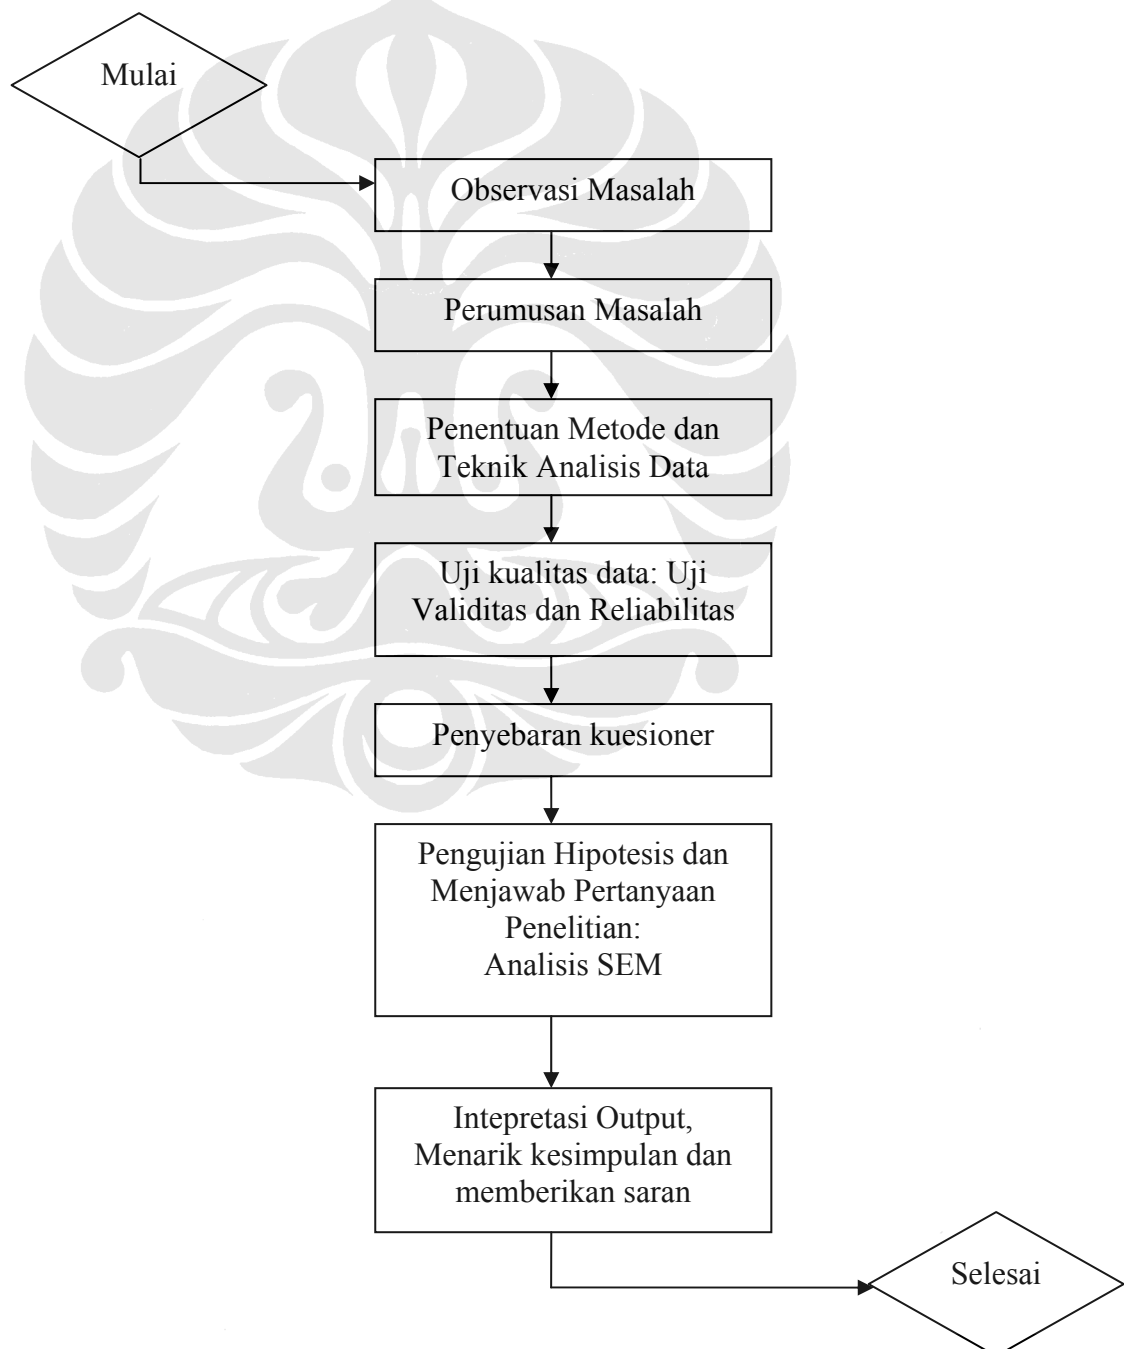 Mulai
Observasi Masalah
Perumusan Masalah
Penentuan Metode dan
Teknik Analisis Data
Uji kualitas data: Uji
Validitas dan Reliabilitas
Penyebaran kuesioner
Pengujian Hipotesis dan
Menjawab Pertanyaan
Penelitian:
Analisis SEM
Intepretasi Output,
Menarik kesimpulan dan
memberikan saran
Selesai